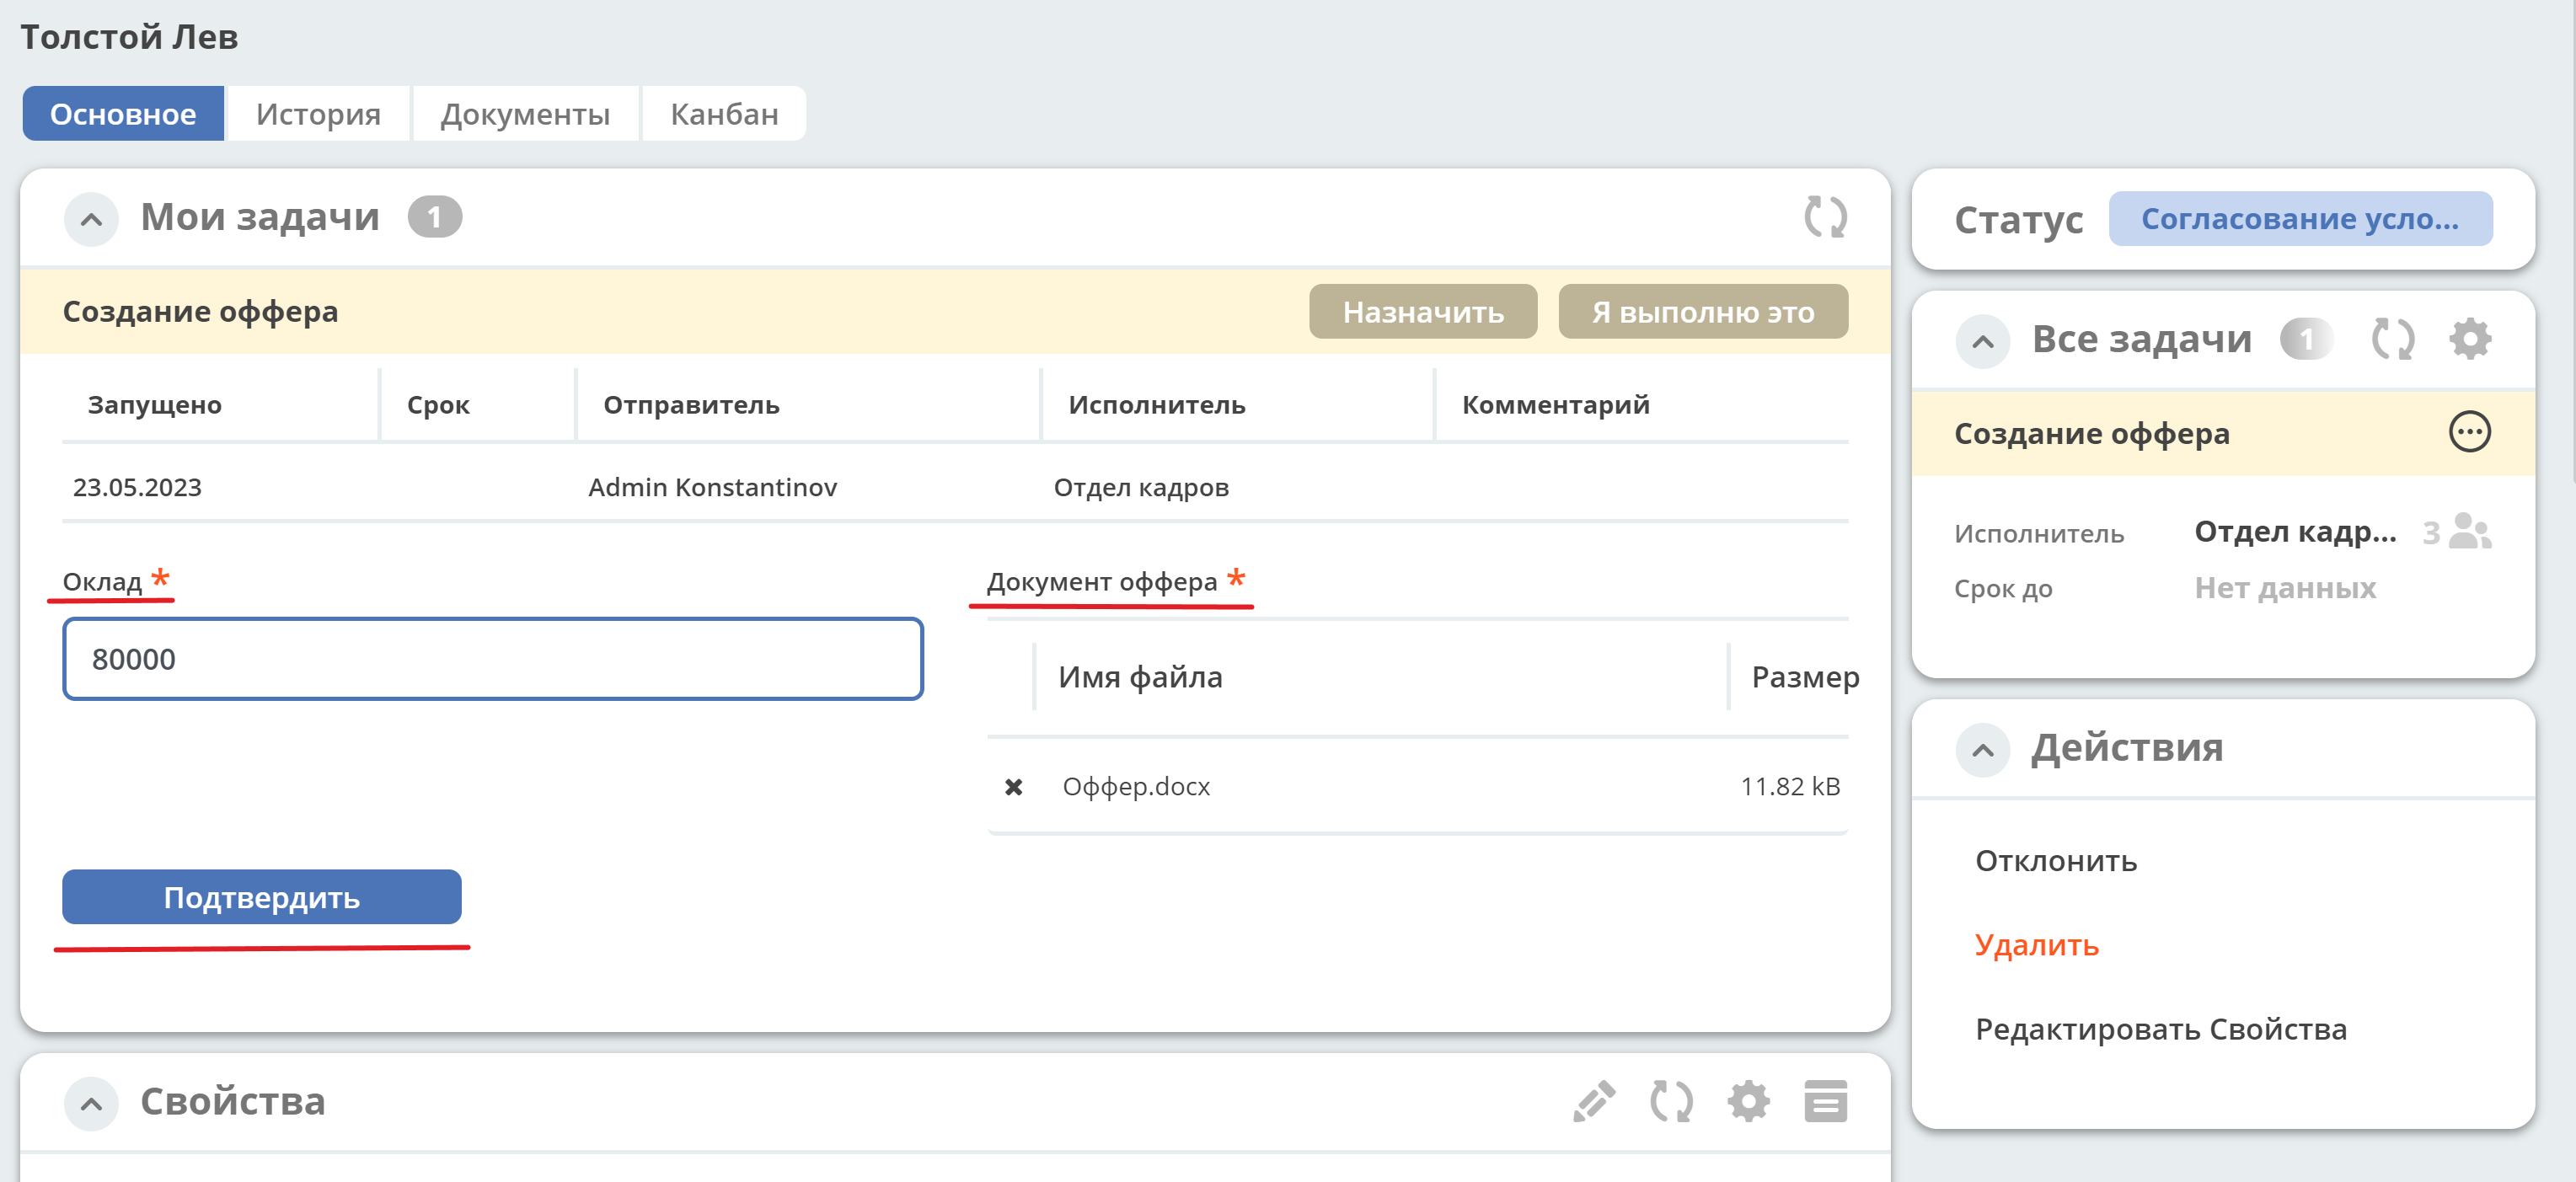 Толстой Лев
Основное История Документы Канбан
Мои задачи 1
Создание оффера Назначить Я выполню это
Запущено Срок Отправитель Исполнитель Комментарий
23.05.2023 Admin Konstantinov Отдел кадров
Оклад * Документ оффера *
80000
Имя файла Размер
Оффер.docx 11.82 kB
Подтвердить
Свойства
Статус Согласование усло...
Все задачи 1
Создание оффера
Исполнитель Отдел кадр... 3
Срок до Нет данных
Действия
Отклонить
Удалить
Редактировать Свойства